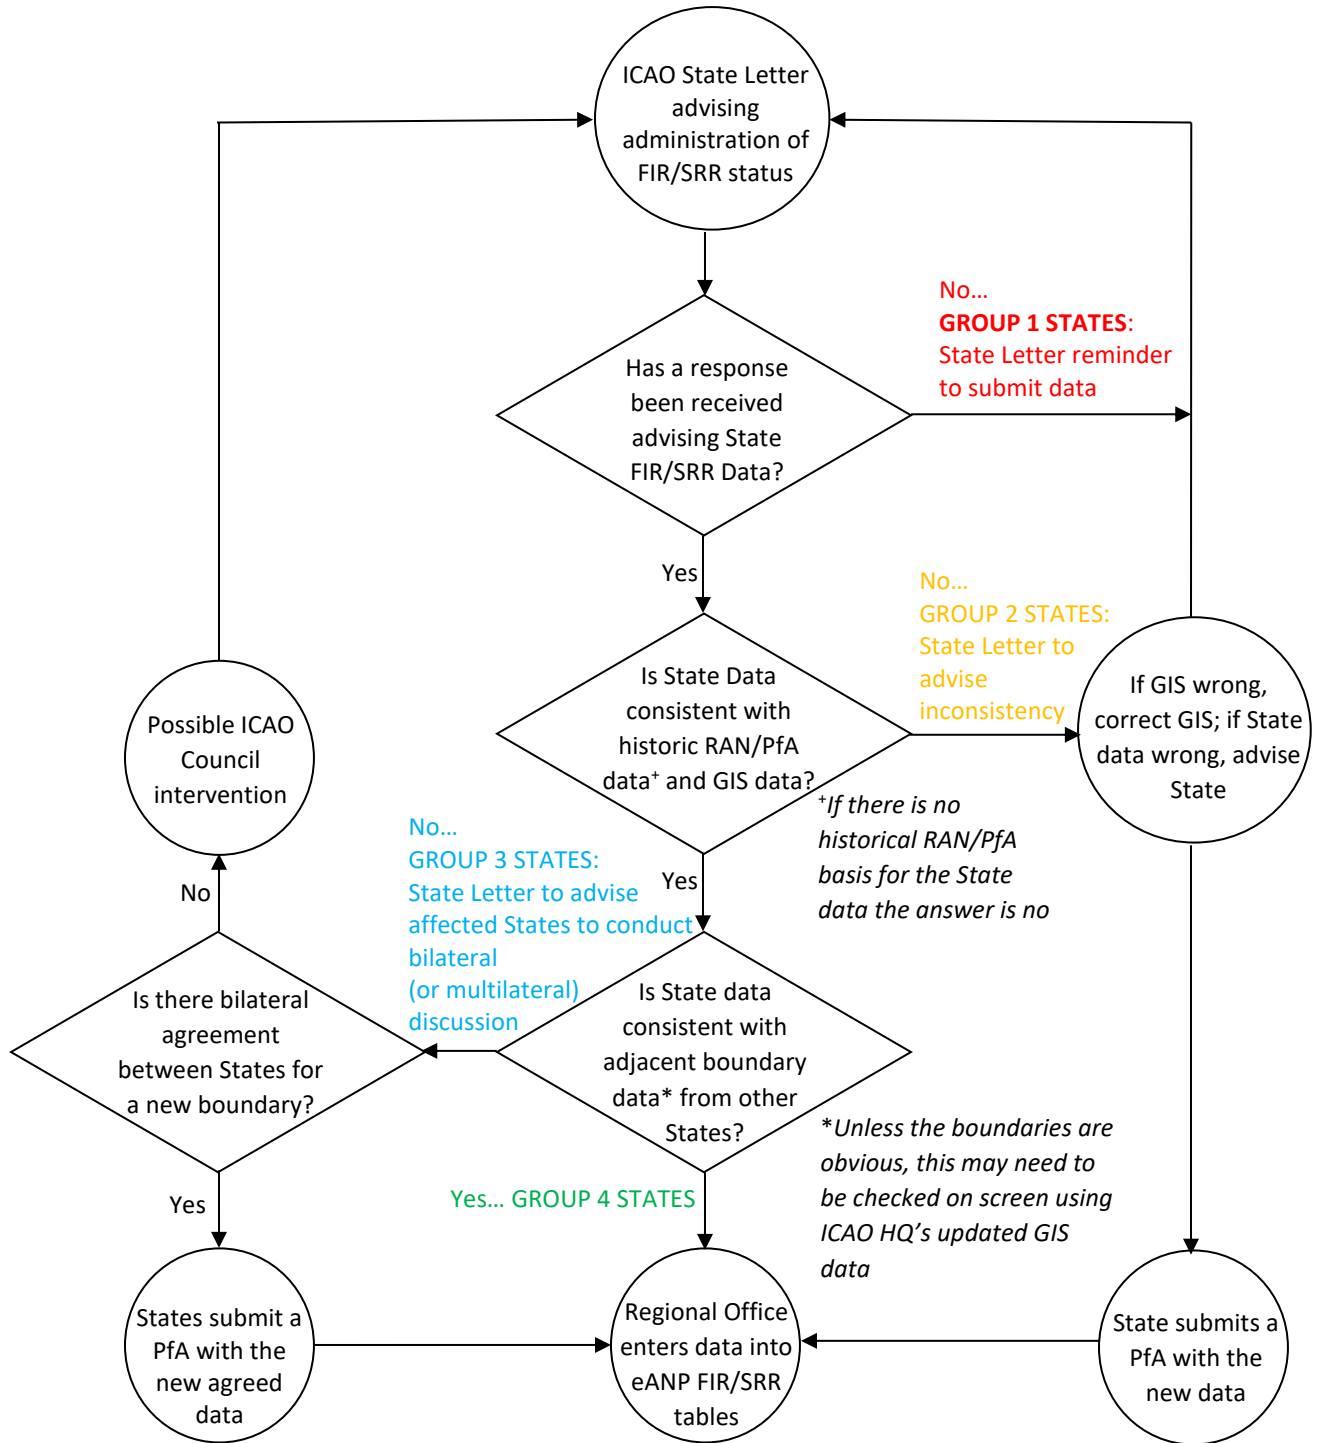 ICAO State Letter
advising
administration of
FIR/SRR status
No...
GROUP 1 STATES:
State Letter reminder
to submit data
Has a response
been received
advising State
FIR/SRR Data?
Yes
No...
GROUP 2 STATES:
State Letter to
advise
inconsistency
Is State Data
consistent with
historic RAN/PfA
data⁺ and GIS data?
If GIS wrong,
correct GIS; if State
data wrong, advise
State
Possible ICAO
Council
intervention
⁺If there is no
historical RAN/PfA
basis for the State
data the answer is no
No...
GROUP 3 STATES:
State Letter to advise
affected States to conduct
bilateral
(or multilateral)
discussion
Yes
No
Is there bilateral
agreement
between States for
a new boundary?
Is State data
consistent with
adjacent boundary
data* from other
States?
*Unless the boundaries are
obvious, this may need to
be checked on screen using
ICAO HQ’s updated GIS
data
Yes
Yes... GROUP 4 STATES
States submit a
PfA with the
new agreed
data
Regional Office
enters data into
eANP FIR/SRR
tables
State submits a
PfA with the
new data